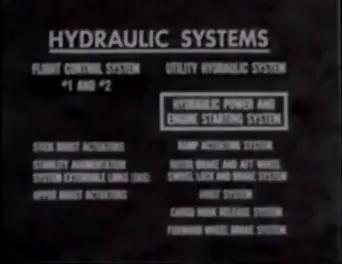 HYDRAULIC SYSTEMS
FLIGHT CONTROL SYSTEM
#1 AND #2
UTILITY HYDRAULIC SYSTEM
HYDRAULIC POWER AND
ENGINE STARTING SYSTEM
STICK BOOST ACTUATORS
STABILITY AUGMENTATION
SYSTEM EXTENSIBLE LINKS (SAS)
UPPER BOOST ACTUATORS
RAMP ACTUATION SYSTEM
ROTOR BRAKE AND AFT WHEEL
SWIVEL LOCK AND BRAKE SYSTEM
HOIST SYSTEM
CARGO HOOK RELEASE SYSTEM
FORWARD WHEEL BRAKE SYSTEM